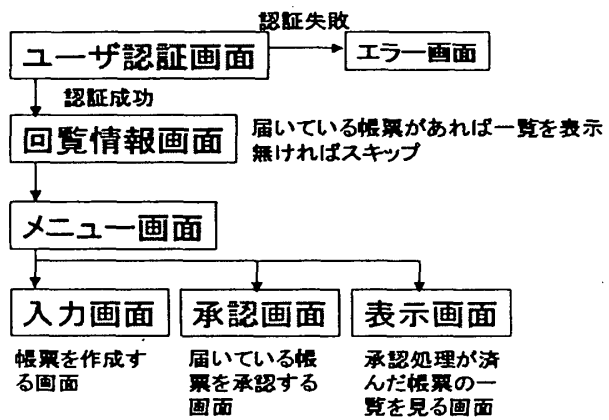 認証失敗
ユーザ認証画面
エラー画面
認証成功
回覧情報画面
届いている帳票があれば一覧を表示
無ければスキップ
メニュー画面
入力画面
承認画面
表示画面
帳票を作成す
る画面
届いている帳
票を承認する
画面
承認処理が済
んだ帳票の一
覧を見る画面